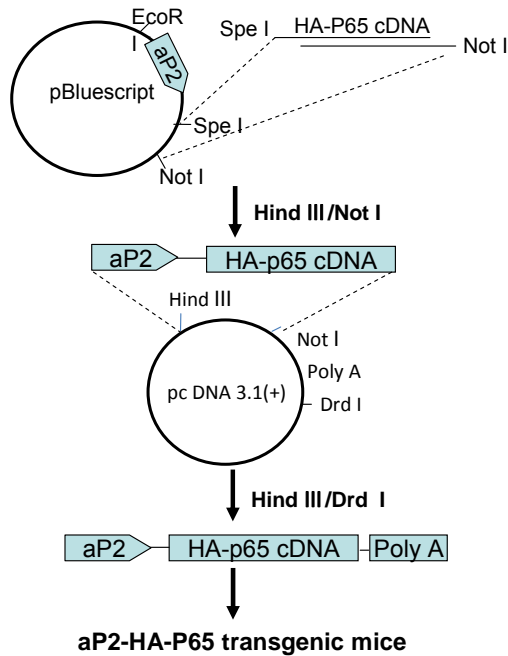 EcoR
I
aP2
pBluescript
Spe I
HA-P65 cDNA
Not I
Spe I
Not I
Hind III/Not I
aP2
HA-p65 cDNA
Hind III
Not I
Poly A
pc DNA 3.1(+)
Drd I
Hind III/Drd I
aP2
HA-p65 cDNA
Poly A
aP2-HA-P65 transgenic mice